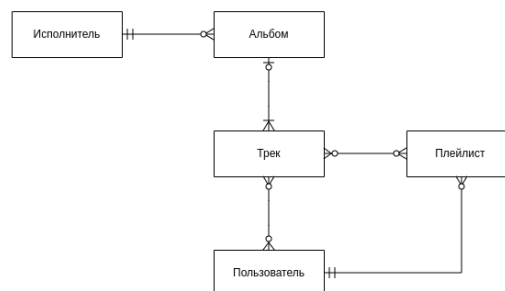 Исполнитель
Альбом
Трек
Плейлист
Пользователь